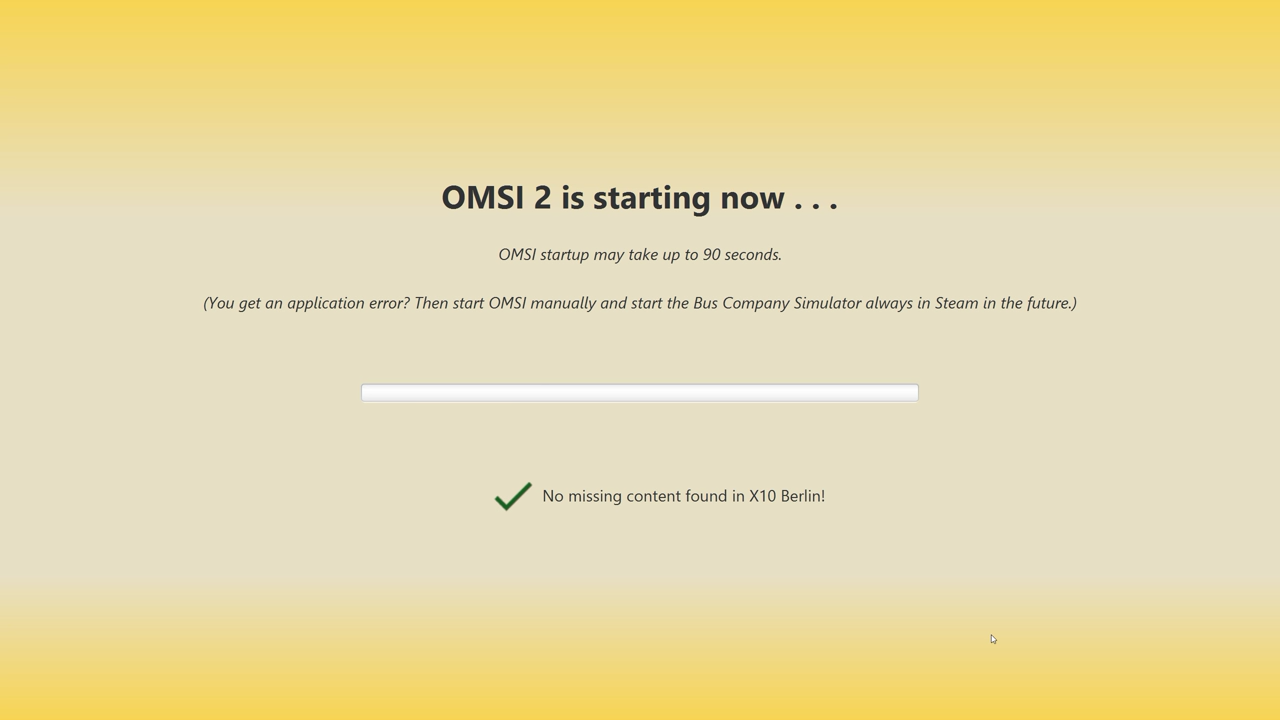 OMSI 2 is starting now . . .
OMSI startup may take up to 90 seconds.
(You get an application error? Then start OMSI manually and start the Bus Company Simulator always in Steam in the future.)
No missing content found in X10 Berlin!